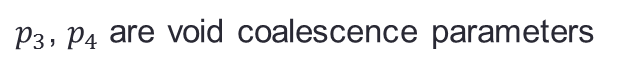 p₃, p₄ are void coalescence parameters